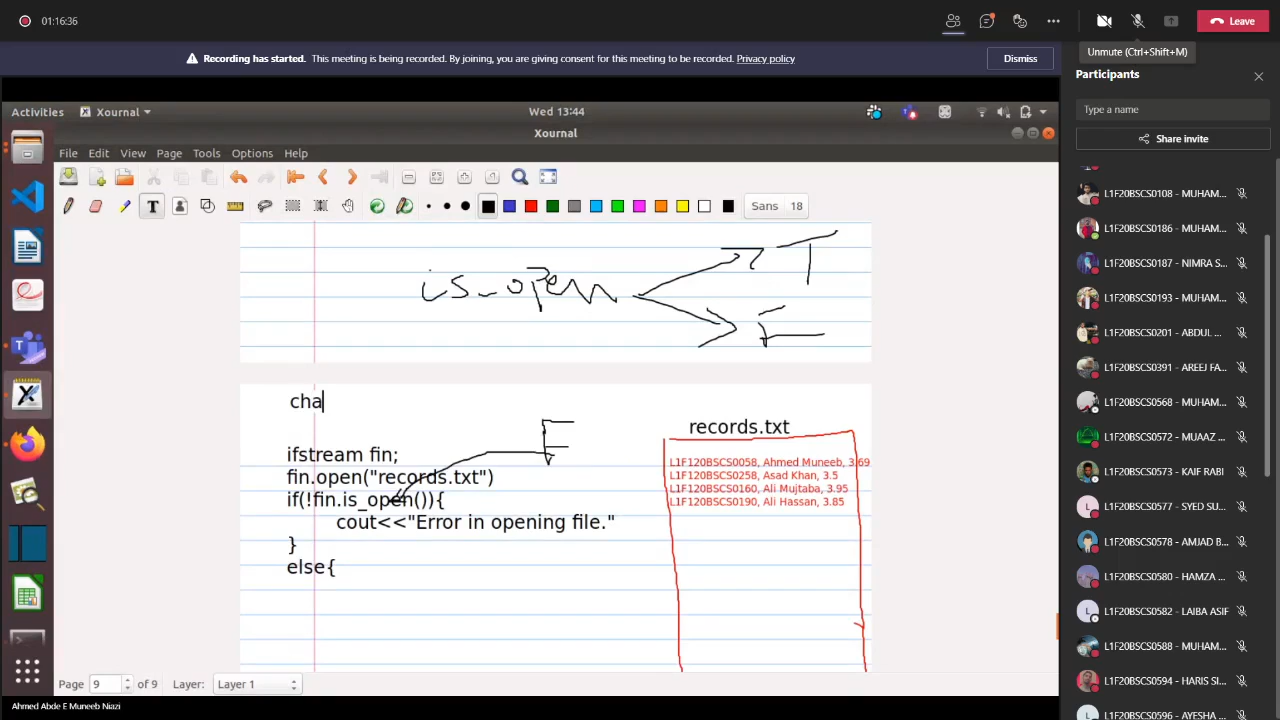 01:16:36
Leave
Recording has started. This meeting is being recorded. By joining, you are giving consent for this meeting to be recorded. Privacy policy
Dismiss
Unmute (Ctrl+Shift+M)
Participants
Type a name
Share invite
Activities
Xournal
Wed 13:44
Xournal
File Edit View Page Tools Options Help
T
Sans 18
is_open
T
F
cha
ifstream fin;
fin.open("records.txt")
if(!fin.is_open()){
cout<<"Error in opening file."
}
else{
F
records.txt
L1F120BSCS0058, Ahmed Muneeb, 3.69
L1F120BSCS0258, Asad Khan, 3.5
L1F120BSCS0160, Ali Mujtaba, 3.95
L1F120BSCS0190, Ali Hassan, 3.85
Page 9 of 9 Layer: Layer 1
Ahmed Abde E Muneeb Niazi
L1F20BSCS0108 - MUHAM...
L1F20BSCS0186 - MUHAM...
L1F20BSCS0187 - NIMRA S...
L1F20BSCS0193 - MUHAM...
L1F20BSCS0201 - ABDUL ...
L1F20BSCS0391 - AREEJ FA...
L1F20BSCS0568 - MUHAM...
L1F20BSCS0572 - MUAAZ ...
L1F20BSCS0573 - KAIF RABI
L1F20BSCS0577 - SYED SU...
L1F20BSCS0578 - AMJAD B...
L1F20BSCS0580 - HAMZA ...
L1F20BSCS0582 - LAIBA ASIF
L1F20BSCS0588 - MUHAM...
L1F20BSCS0594 - HARIS SI...
L1F20BSCS0596 - AYESHA ...